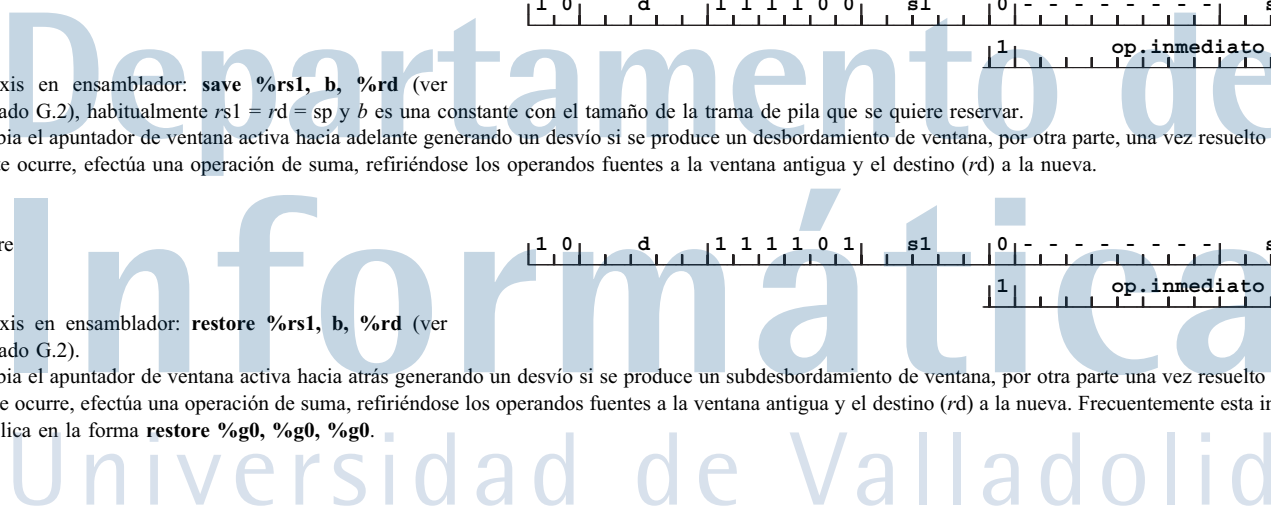 1 0 d 1 1 1 1 0 0 s1 0 - - - - - - - - s
1 op.inmediato
Departamento de
xis en ensamblador: save %rs1, b, %rd (ver
ado G.2), habitualmente rs1 = rd = sp y b es una constante con el tamaño de la trama de pila que se quiere reservar.
bia el apuntador de ventana activa hacia adelante generando un desvío si se produce un desbordamiento de ventana, por otra parte, una vez resuelto
e ocurre, efectúa una operación de suma, refiriéndose los operandos fuentes a la ventana antigua y el destino (rd) a la nueva.
Informática
re 1 0 d 1 1 1 1 0 1 s1 0 - - - - - - - - s
1 op.inmediato
xis en ensamblador: restore %rs1, b, %rd (ver
ado G.2).
bia el apuntador de ventana activa hacia atrás generando un desvío si se produce un subdesbordamiento de ventana, por otra parte una vez resuelto
e ocurre, efectúa una operación de suma, refiriéndose los operandos fuentes a la ventana antigua y el destino (rd) a la nueva. Frecuentemente esta in
lica en la forma restore %g0, %g0, %g0.
Universidad de Valladolid